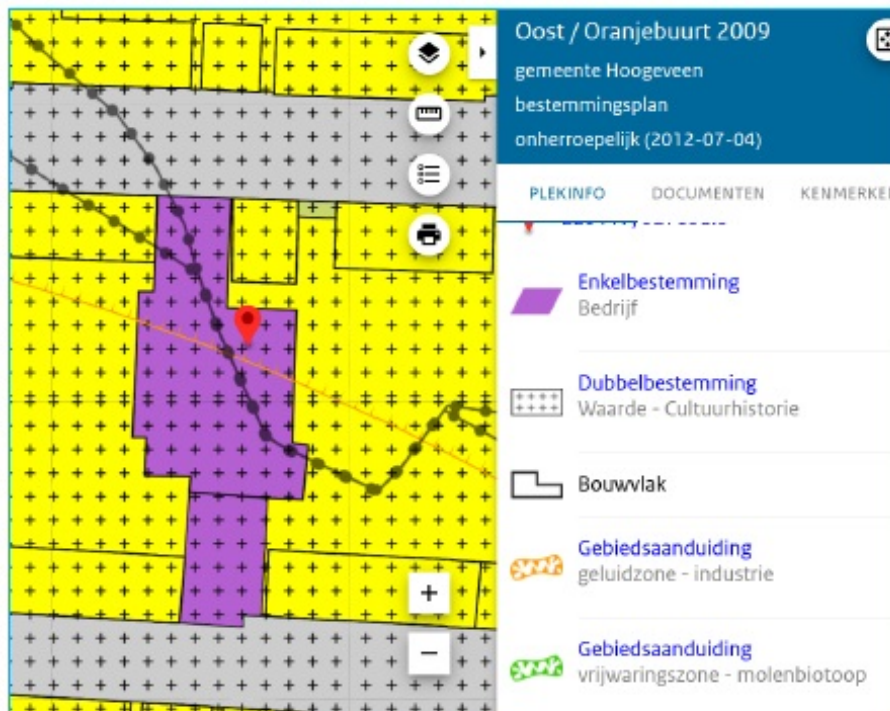 Oost / Oranjebuurt 2009
gemeente Hoogeveen
bestemmingsplan
onherroepelijk (2012-07-04)
PLEKINFO DOCUMENTEN KENMERKEN
Enkelbestemming
Bedrijf
Dubbelbestemming
Waarde - Cultuurhistorie
Bouwvlak
Gebiedsaanduiding
geluidzone - industrie
Gebiedsaanduiding
vrijwaringszone - molenbiotoop